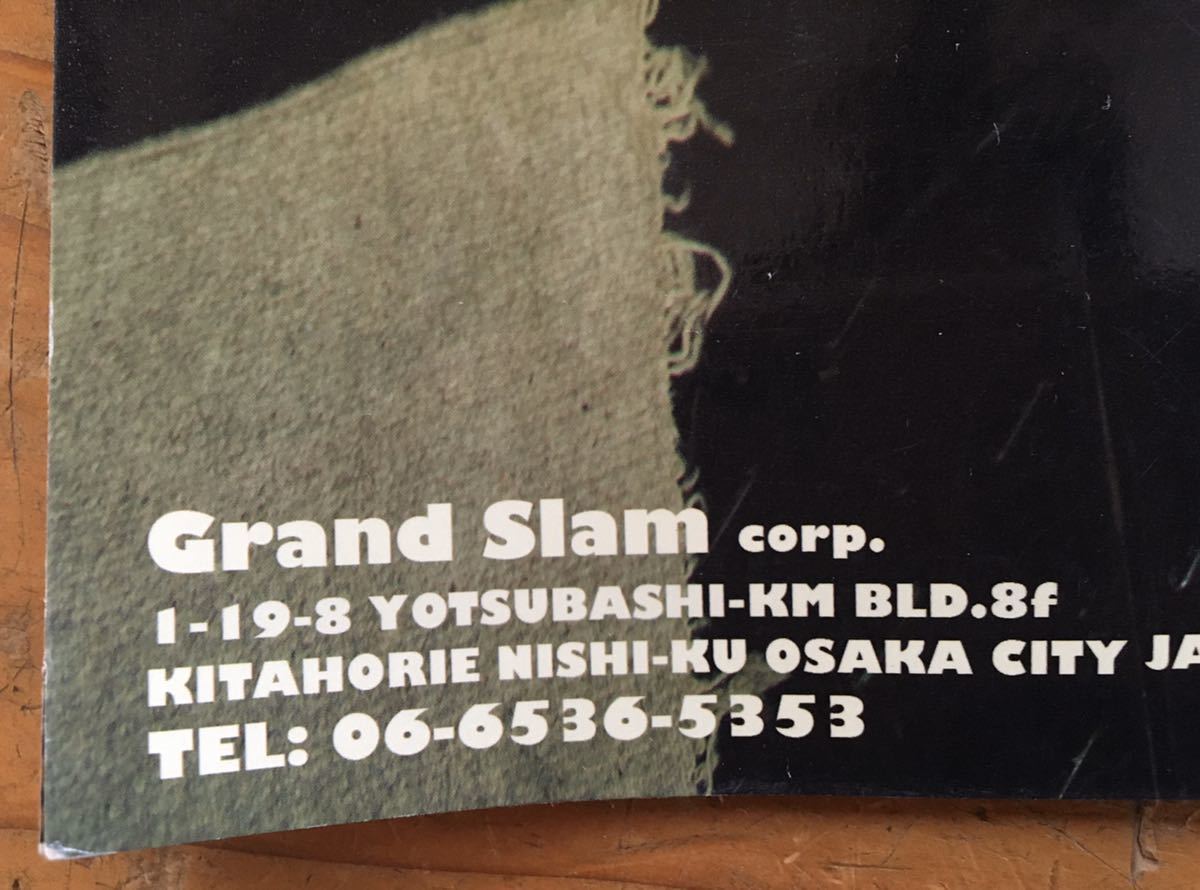 Grand Slam corp.
1-19-8 YOTSUBASHI-KM BLD.8f
KITAHORIE NISHI-KU OSAKA CITY JA
TEL: 06-6536-5353